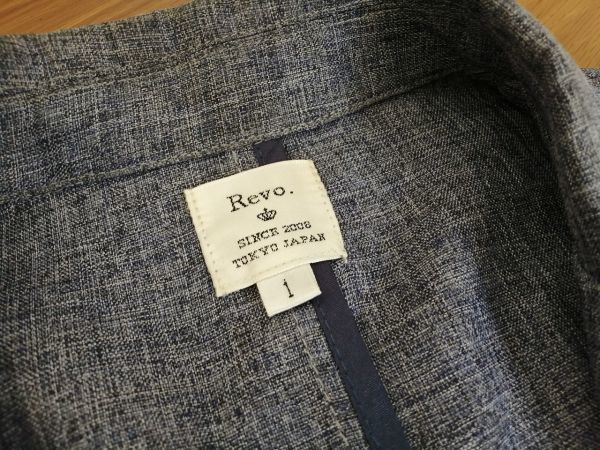 Revo.
SINCE 2008
TOKYO JAPAN
1